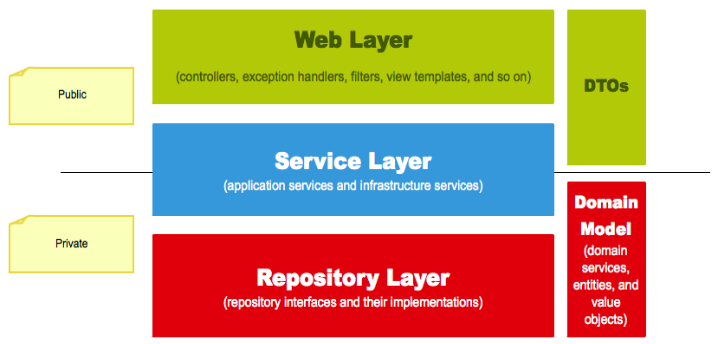 Web Layer
(controllers, exception handlers, filters, view templates, and so on)
DTOs
Public
Service Layer
(application services and infrastructure services)
Private
Domain
Model
(domain
services,
entities, and
value
objects)
Repository Layer
(repository interfaces and their implementations)